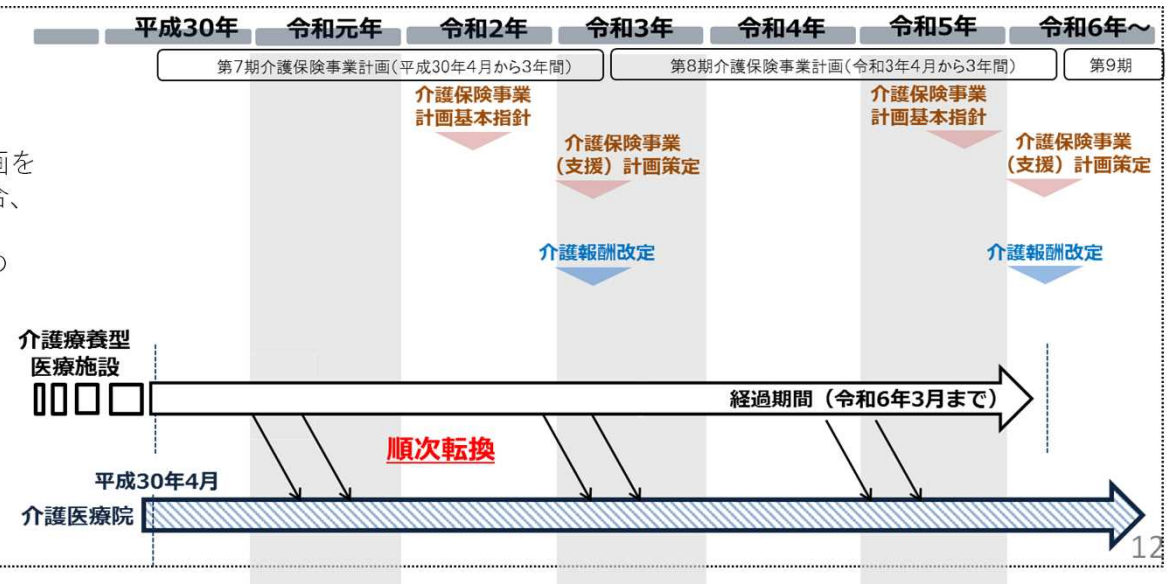 平成30年 令和元年 令和2年 令和3年 令和4年 令和5年 令和6年～
第7期介護保険事業計画(平成30年4月から3年間) 第8期介護保険事業計画(令和3年4月から3年間) 第9期
介護保険事業
計画基本指針
介護保険事業
計画基本指針
介護保険事業
（支援）計画策定
介護保険事業
（支援）計画策定
画を
合、
の
介護報酬改定 介護報酬改定
介護療養型
医療施設
経過期間（令和6年3月まで）
順次転換
平成30年4月
介護医療院
12